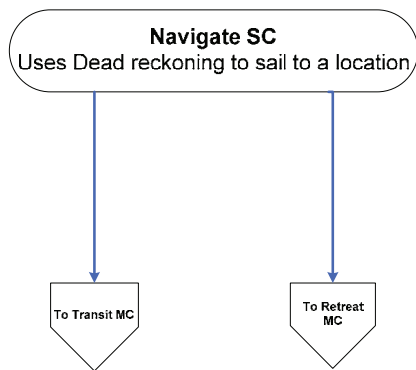 Navigate SC
Uses Dead reckoning to sail to a location
To Transit MC
To Retreat
MC